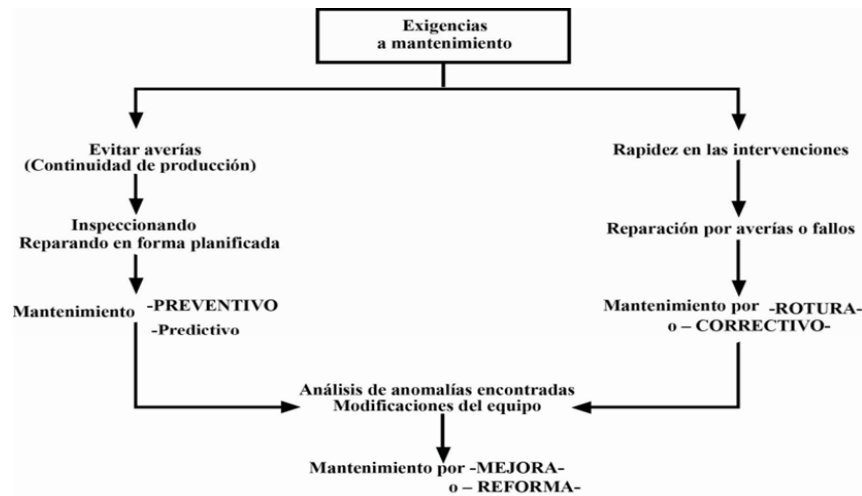 Exigencias
a mantenimiento
Evitar averías
(Continuidad de producción)
Inspeccionando
Reparando en forma planificada
Mantenimiento -PREVENTIVO
-Predictivo
Rapidez en las intervenciones
Reparación por averías o fallos
Mantenimiento por -ROTURA-
o – CORRECTIVO-
Análisis de anomalías encontradas
Modificaciones del equipo
Mantenimiento por -MEJORA-
o – REFORMA-